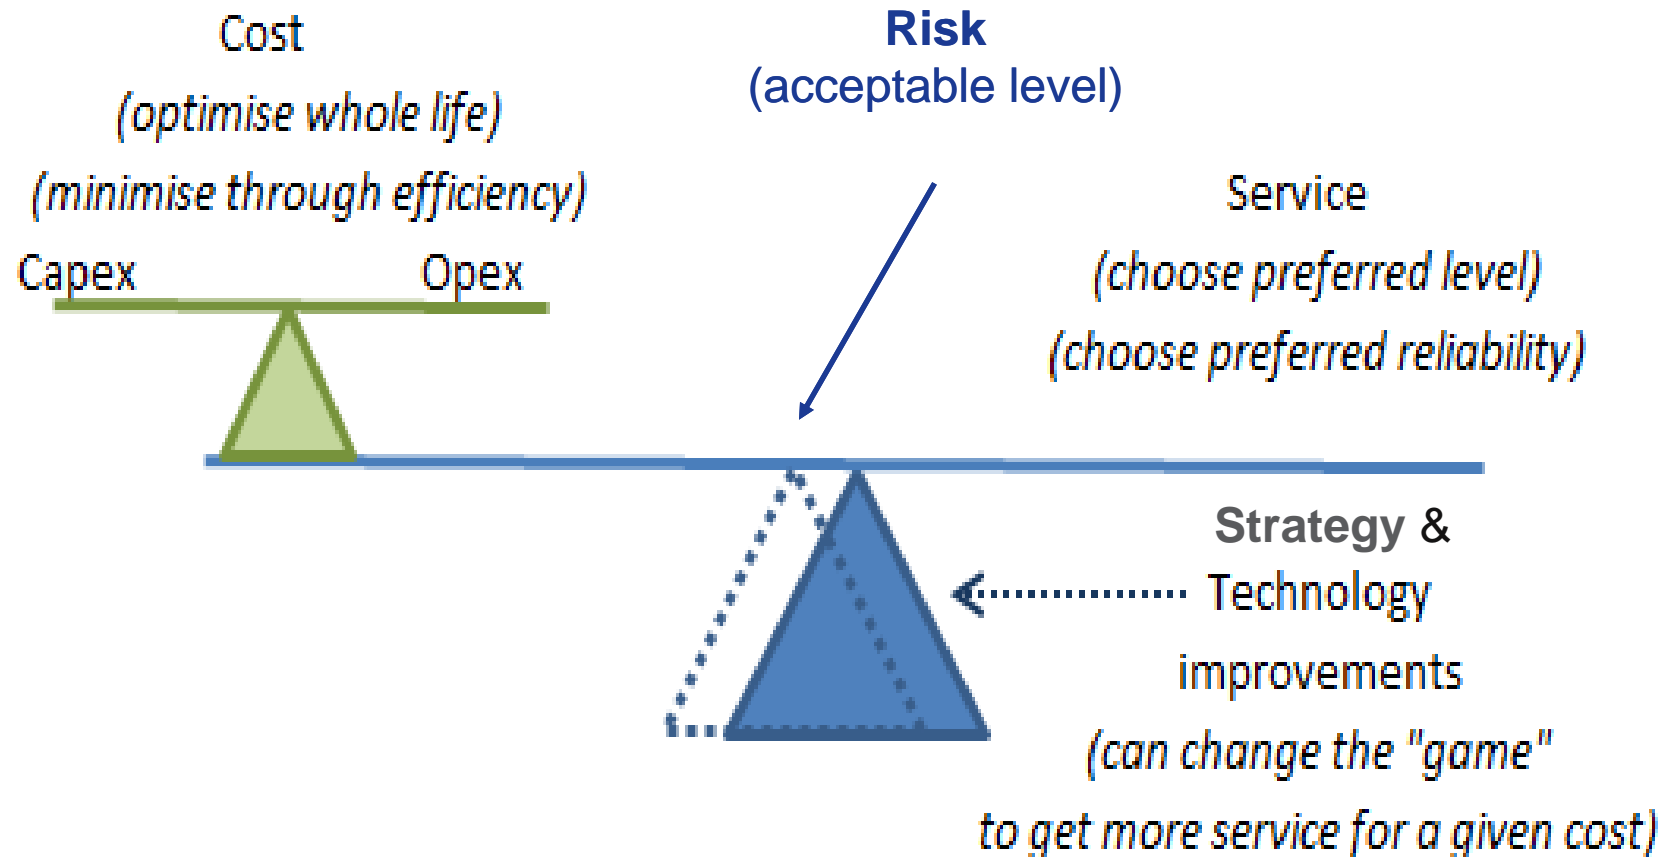 Cost
(optimise whole life)
(minimise through efficiency)
Capex Opex
Risk
(acceptable level)
Service
(choose preferred level)
(choose preferred reliability)
Strategy &
Technology
improvements
(can change the "game"
to get more service for a given cost)